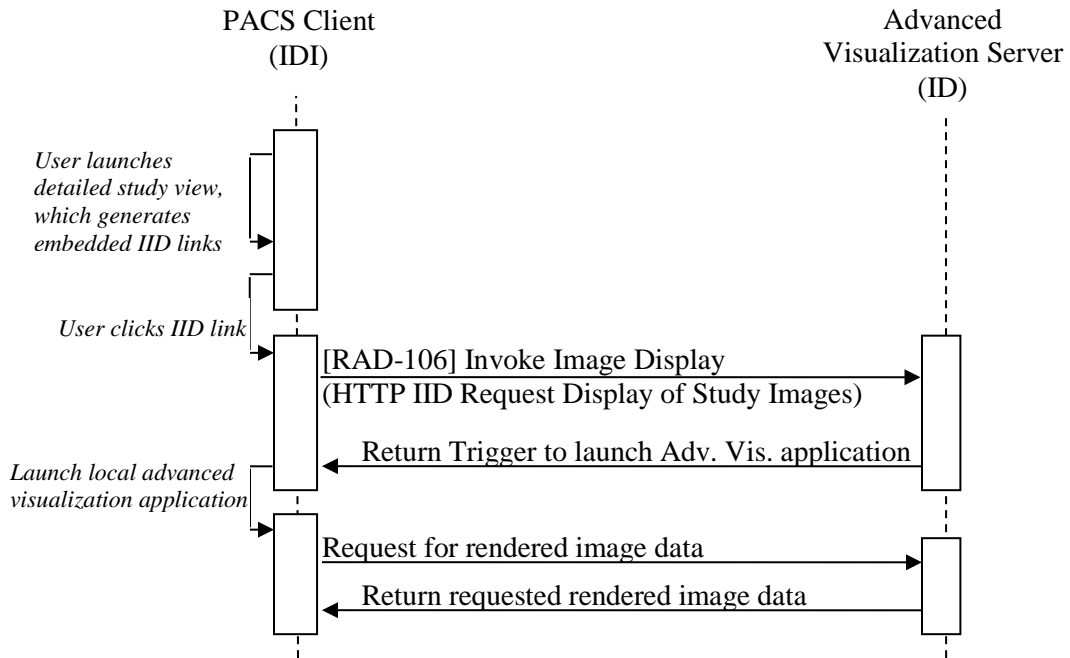 PACS Client
(IDI)
Advanced
Visualization Server
(ID)
User launches
detailed study view,
which generates
embedded IID links
User clicks IID link
[RAD-106] Invoke Image Display
(HTTP IID Request Display of Study Images)
Return Trigger to launch Adv. Vis. application
Launch local advanced
visualization application
Request for rendered image data
Return requested rendered image data